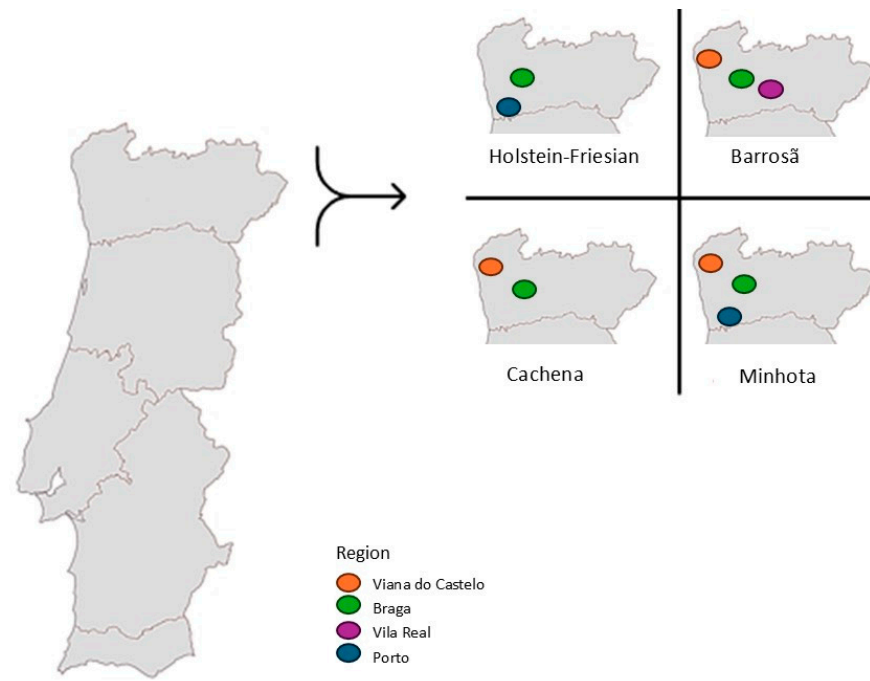 Holstein-Friesian
Barrosã
Cachena
Minhota
Region
Viana do Castelo
Braga
Vila Real
Porto